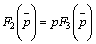 F₂(p̄) = pF₃(p̄)